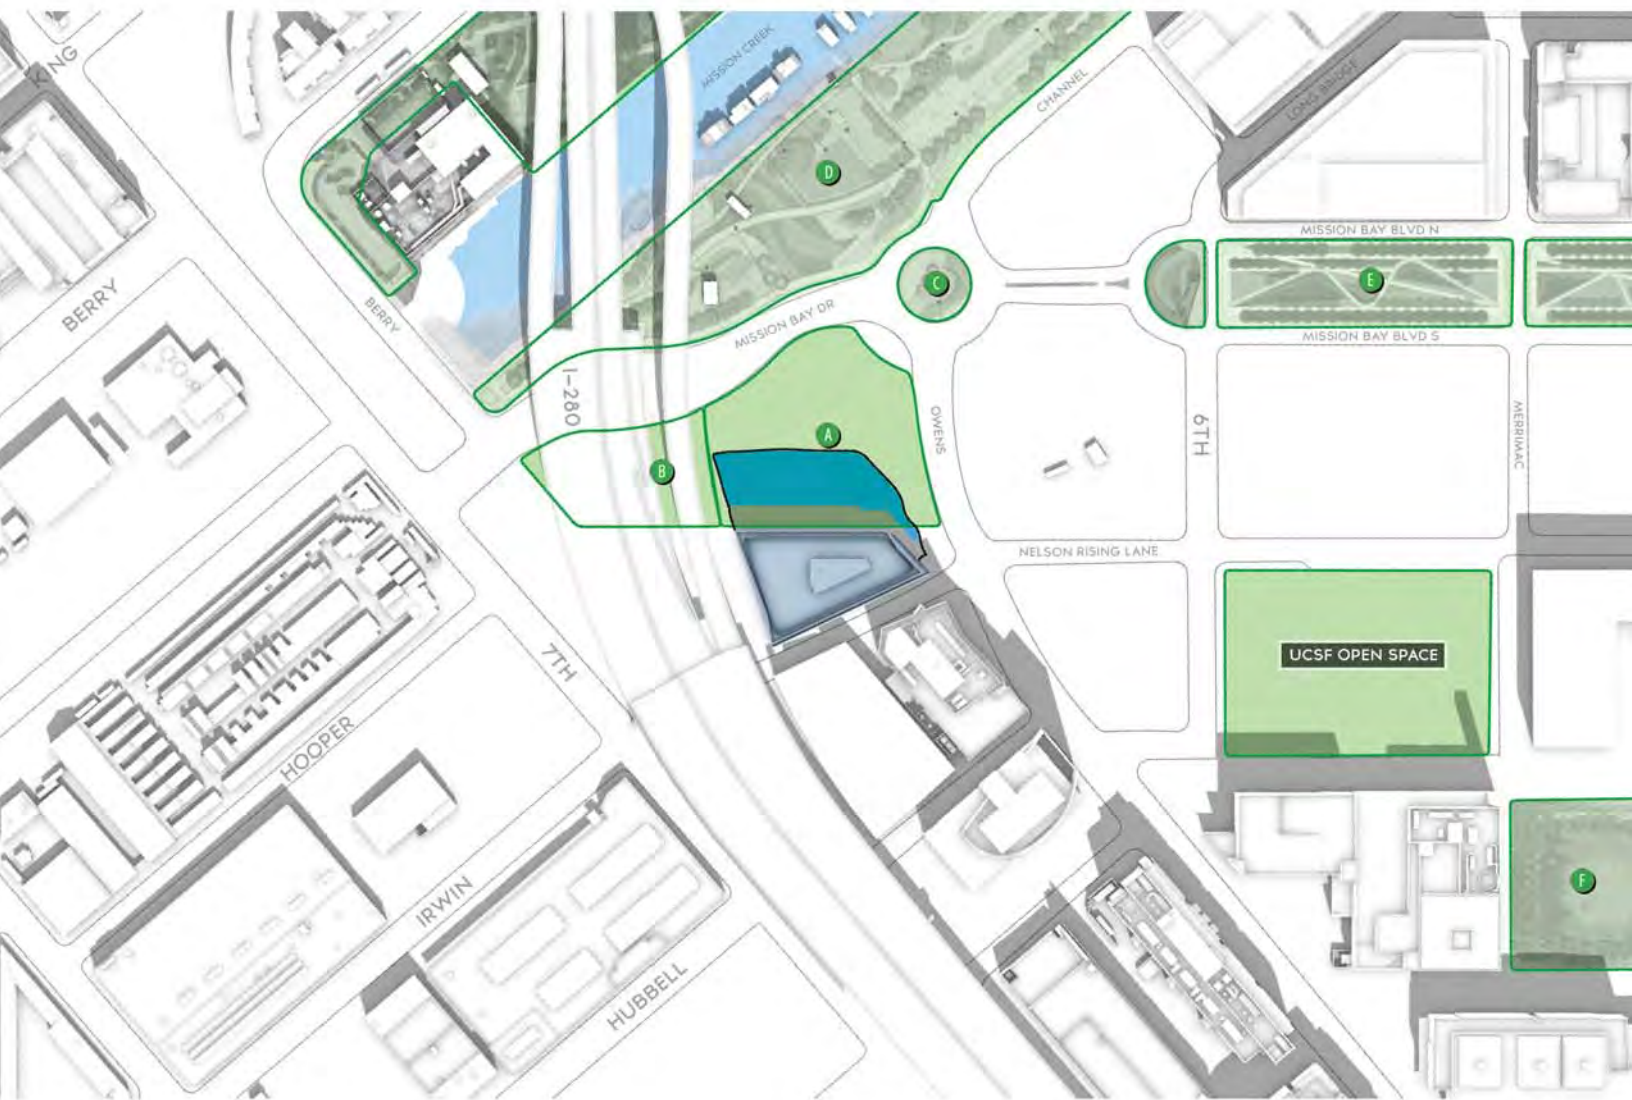 KING
MISSION CREEK
CHANNEL
LONG BRIDGE
D
MISSION BAY BLVD N
BERRY
BERRY
C
E
MISSION BAY DR
MISSION BAY BLVD S
I-280
A
OWENS
6TH
MERRIMAC
B
NELSON RISING LANE
7TH
UCSF OPEN SPACE
HOOPER
F
IRWIN
HUBBELL